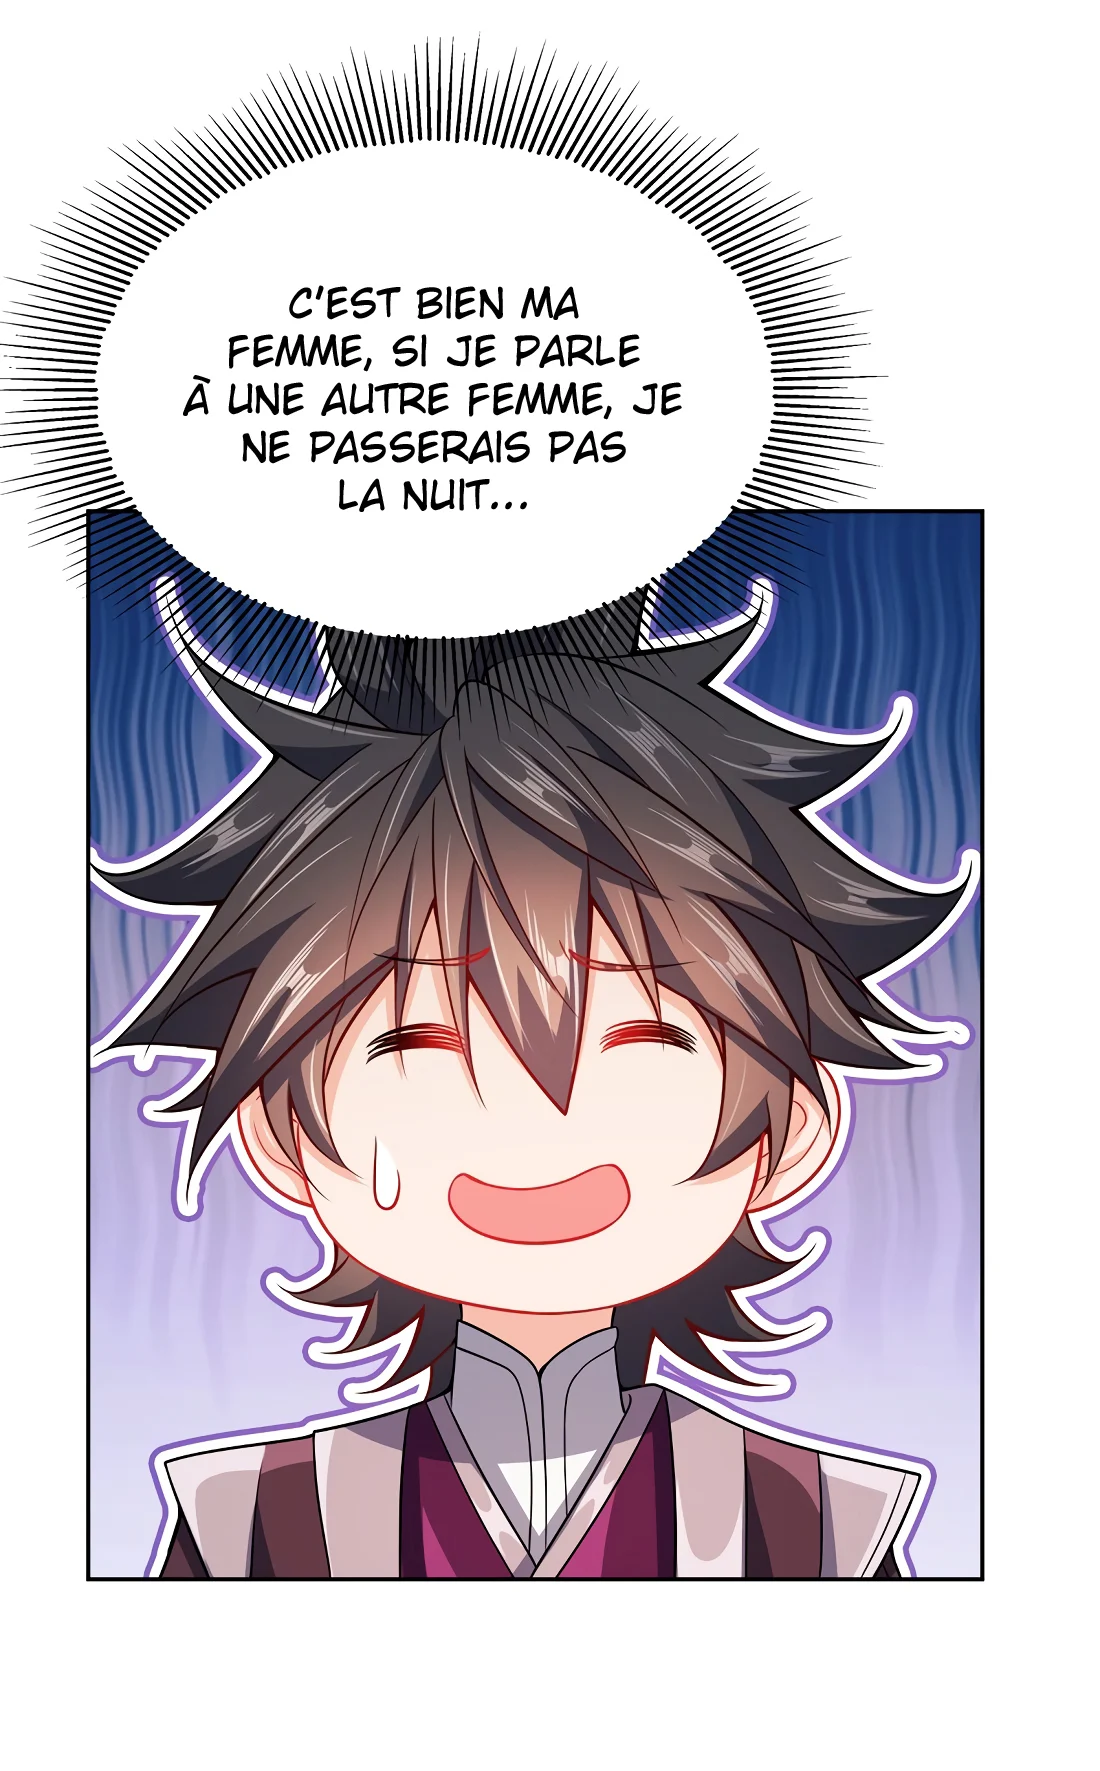 C'EST BIEN MA
FEMME, SI JE PARLE
À UNE AUTRE FEMME, JE
NE PASSERAIS PAS
LA NUIT...